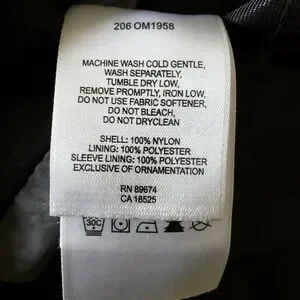 206 OM1958
MACHINE WASH COLD GENTLE,
WASH SEPARATELY,
TUMBLE DRY LOW,
REMOVE PROMPTLY, IRON LOW,
DO NOT USE FABRIC SOFTENER,
DO NOT BLEACH,
DO NOT DRYCLEAN
SHELL: 100% NYLON
LINING: 100% POLYESTER
SLEEVE LINING: 100% POLYESTER
EXCLUSIVE OF ORNAMENTATION
RN 89674
CA 18525
30C